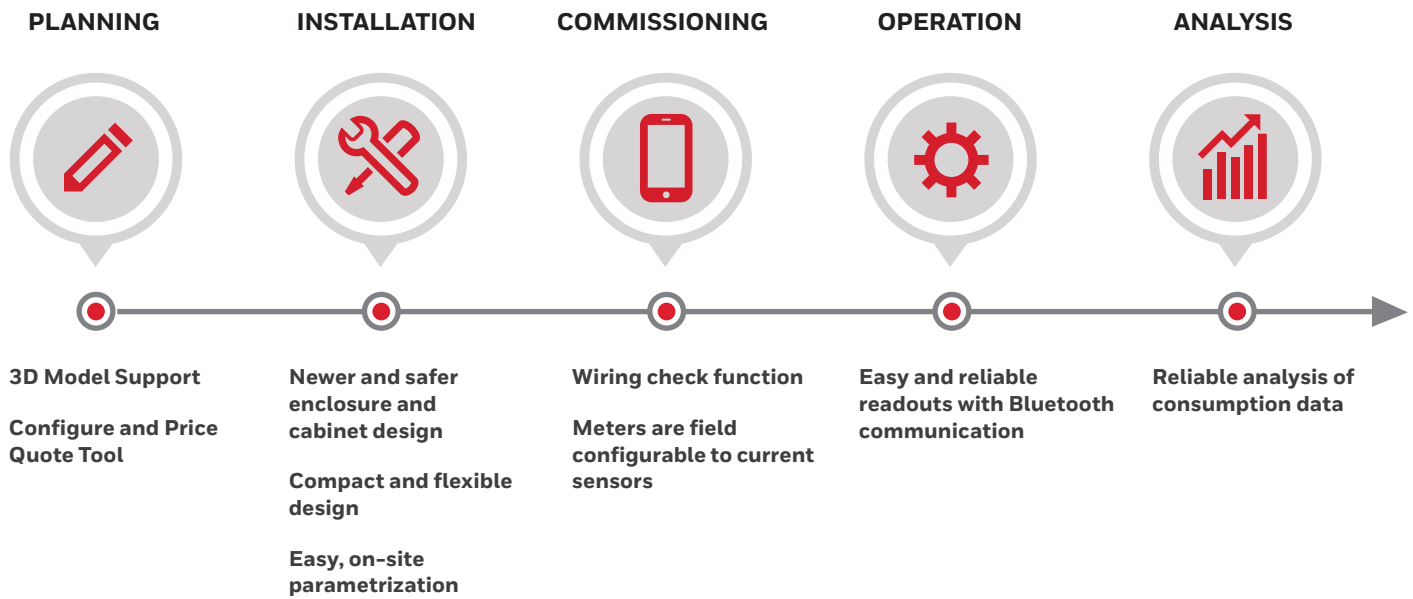 PLANNING
INSTALLATION
COMMISSIONING
OPERATION
ANALYSIS
3D Model Support
Configure and Price
Quote Tool
Newer and safer
enclosure and
cabinet design
Compact and flexible
design
Easy, on-site
parametrization
Wiring check function
Meters are field
configurable to current
sensors
Easy and reliable
readouts with Bluetooth
communication
Reliable analysis of
consumption data